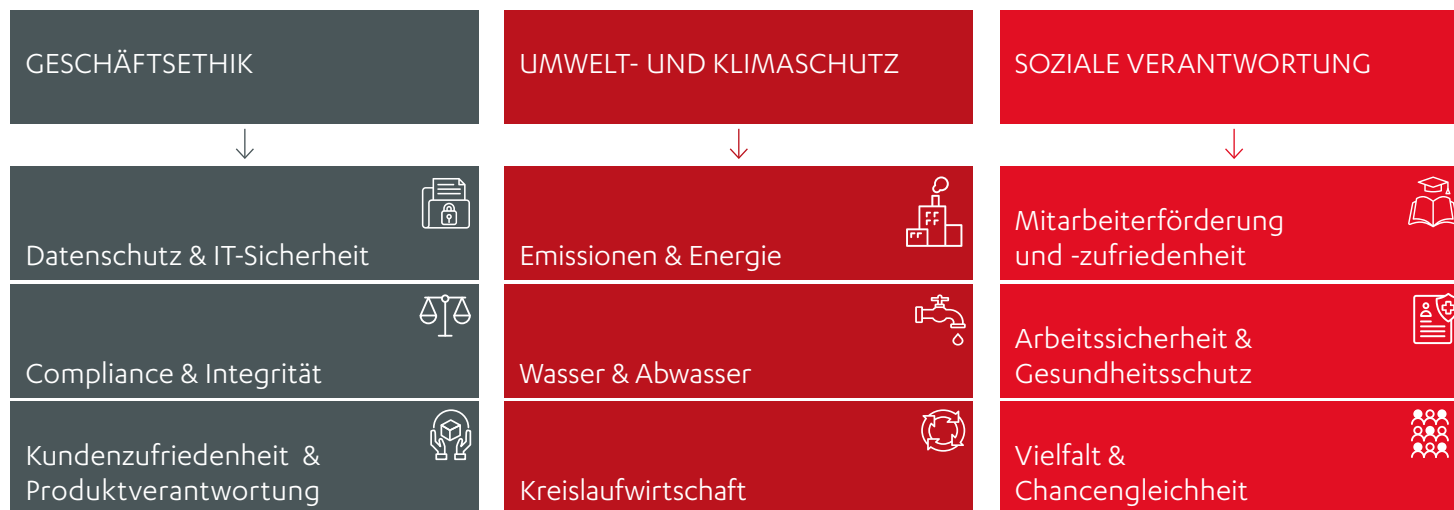 GESCHÄFTSETHIK
Datenschutz & IT-Sicherheit
Compliance & Integrität
Kundenzufriedenheit &
Produktverantwortung
UMWELT- UND KLIMASCHUTZ
Emissionen & Energie
Wasser & Abwasser
Kreislaufwirtschaft
SOZIALE VERANTWORTUNG
Mitarbeiterförderung
und -zufriedenheit
Arbeitssicherheit &
Gesundheitsschutz
Vielfalt &
Chancengleichheit